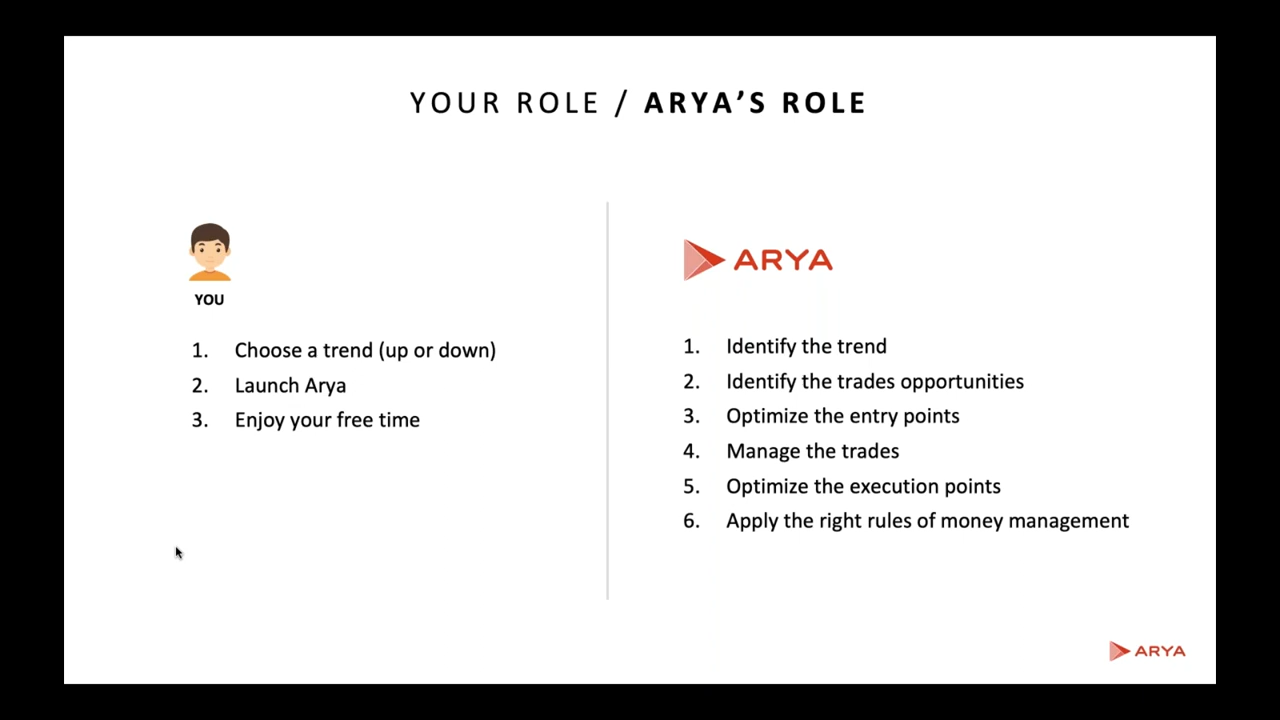 YOUR ROLE / ARYA’S ROLE
YOU
1. Choose a trend (up or down)
2. Launch Arya
3. Enjoy your free time
ARYA
1. Identify the trend
2. Identify the trades opportunities
3. Optimize the entry points
4. Manage the trades
5. Optimize the execution points
6. Apply the right rules of money management
ARYA